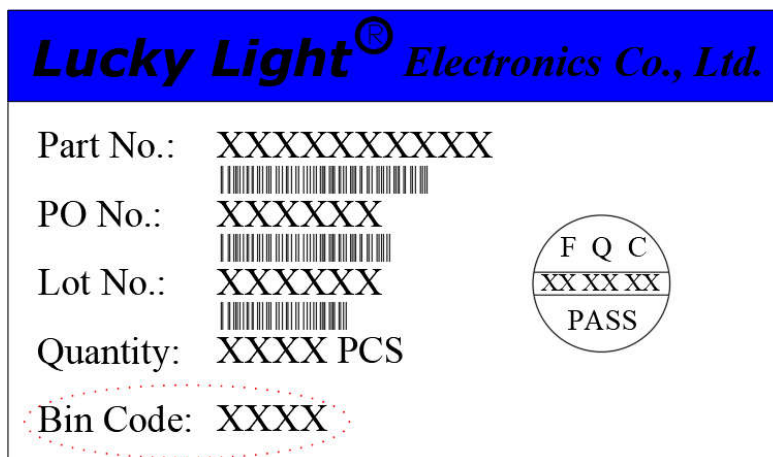 Lucky Light® Electronics Co., Ltd.
Part No.: XXXXXXXXXX
PO No.: XXXXXX
Lot No.: XXXXXX
Quantity: XXXX PCS
Bin Code: XXXX
F Q C
XX XX XX
PASS